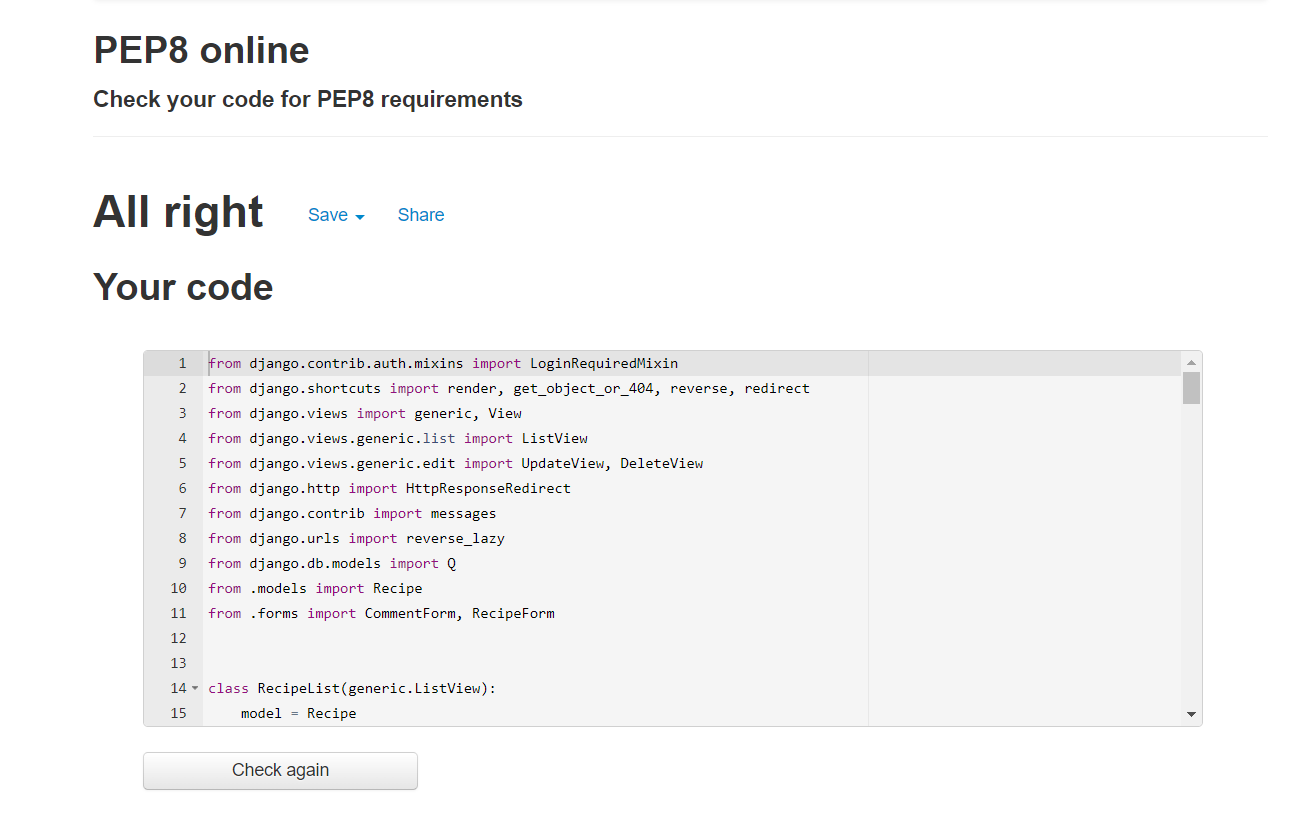 PEP8 online
Check your code for PEP8 requirements
All right Save Share
Your code
1 from django.contrib.auth.mixins import LoginRequiredMixin
2 from django.shortcuts import render, get_object_or_404, reverse, redirect
3 from django.views import generic, View
4 from django.views.generic.list import ListView
5 from django.views.generic.edit import UpdateView, DeleteView
6 from django.http import HttpResponseRedirect
7 from django.contrib import messages
8 from django.urls import reverse_lazy
9 from django.db.models import Q
10 from .models import Recipe
11 from .forms import CommentForm, RecipeForm
12
13
14 class RecipeList(generic.ListView):
15     model = Recipe
Check again